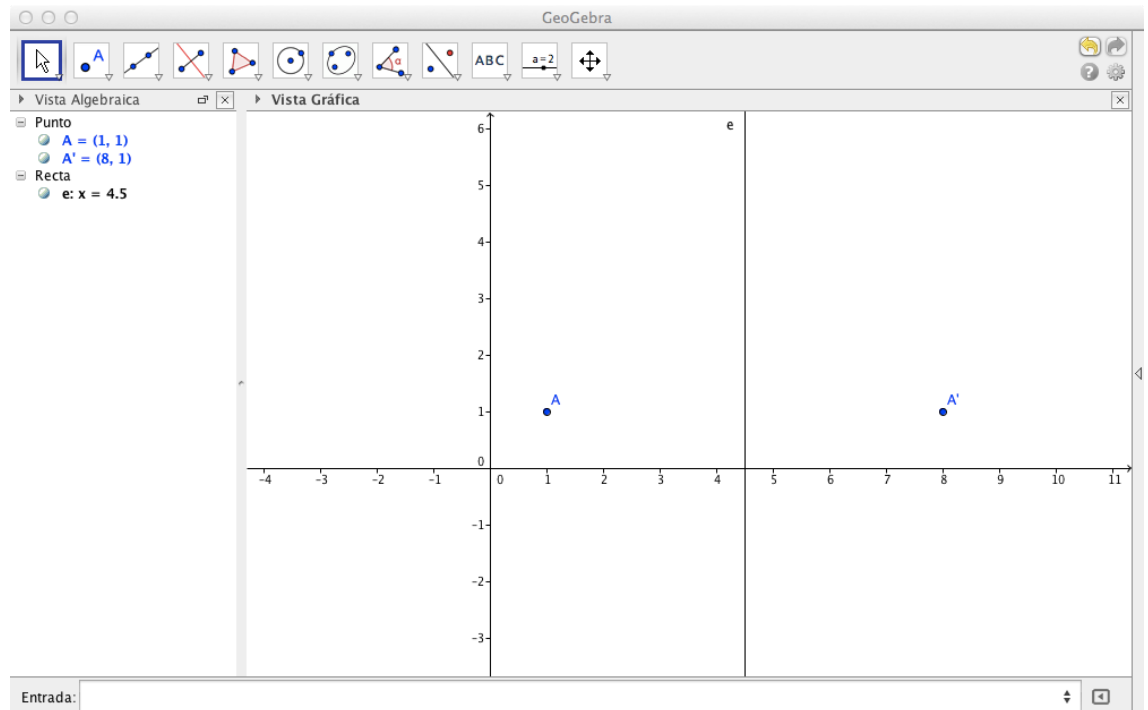 GeoGebra
A
α
ABC
a=2
?
Vista Algebraica
Vista Gráfica
Punto
A = (1, 1)
A' = (8, 1)
Recta
e: x = 4.5
e
6
5
4
3
2
1
0
-1
-2
-3
-4 -3 -2 -1 0 1 2 3 4 5 6 7 8 9 10 11
A
A'
Entrada: